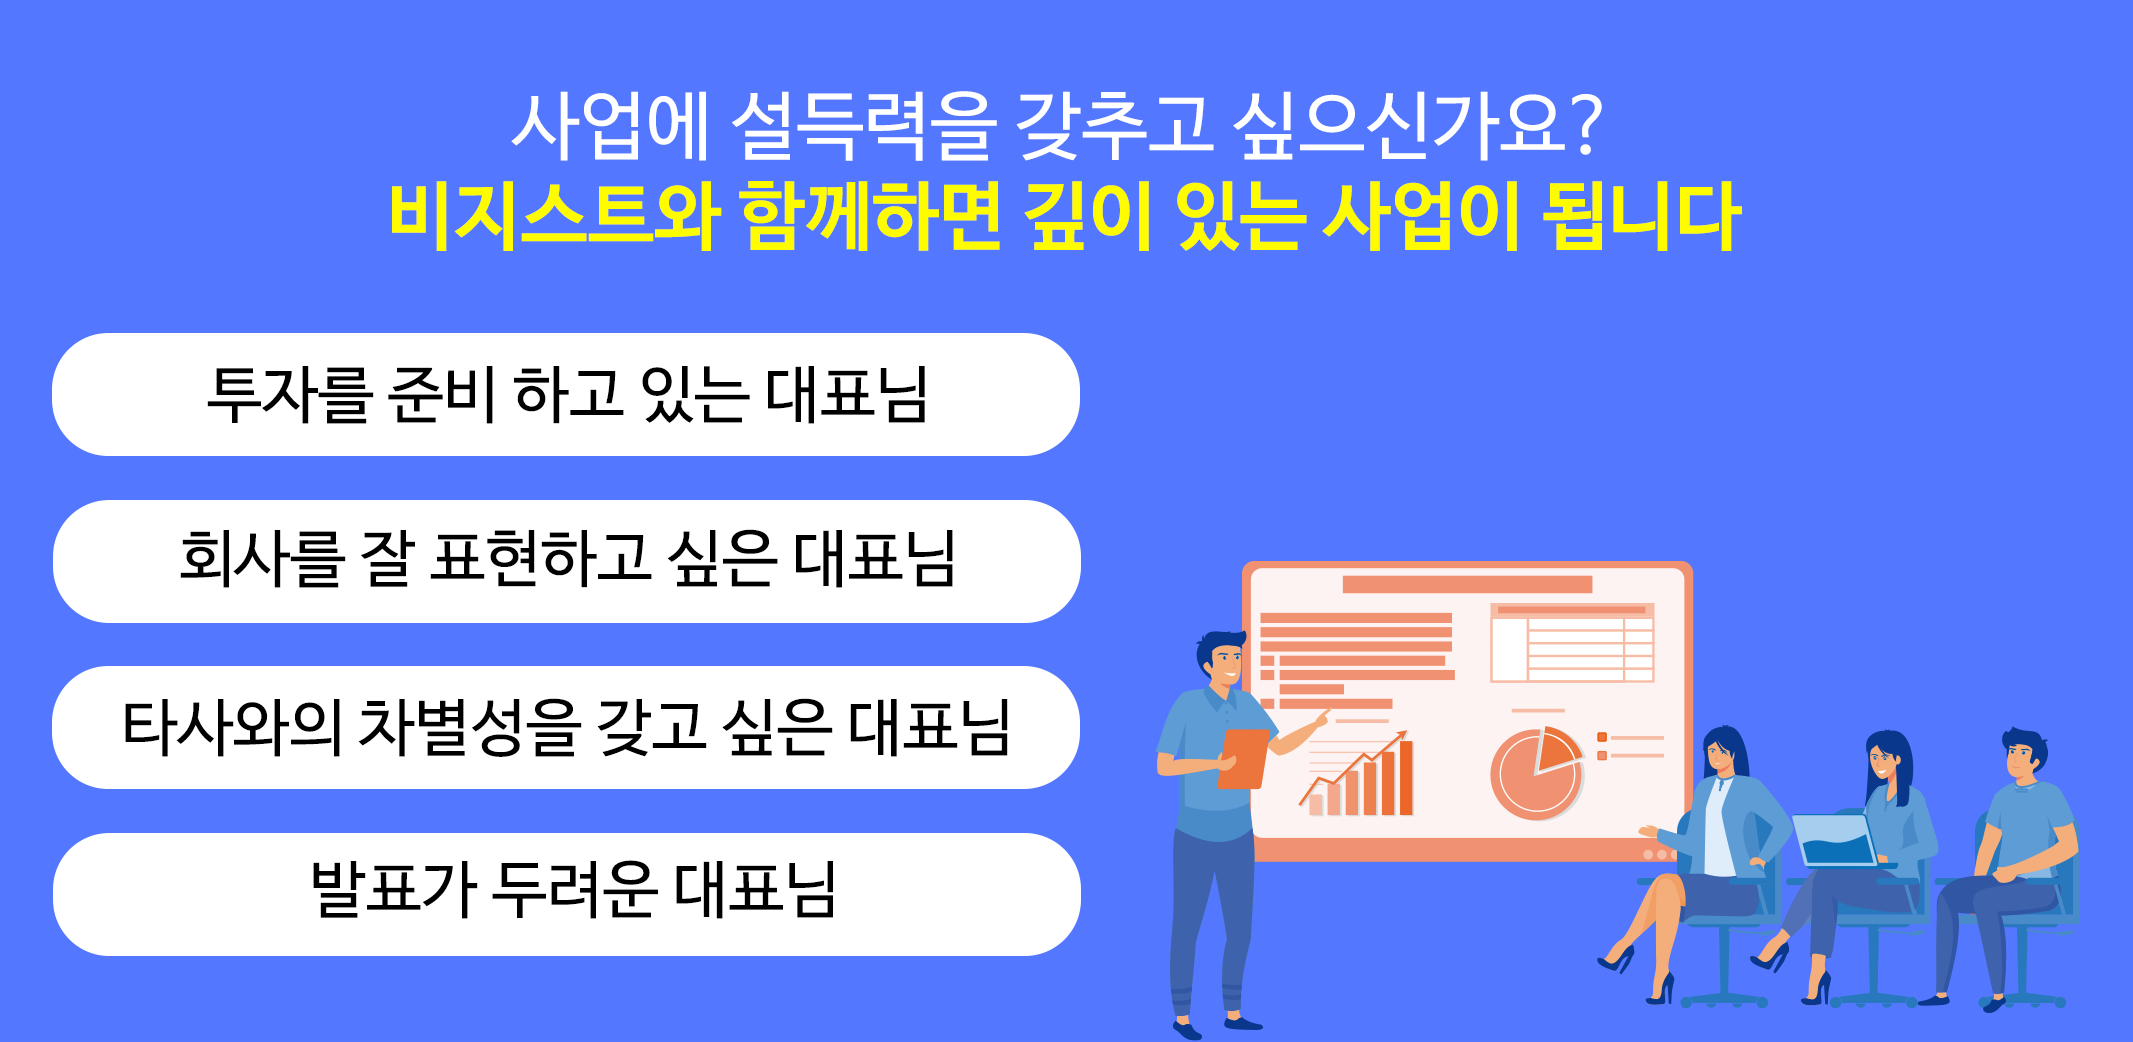 사업에 설득력을 갖추고 싶으신가요?
비지스트와 함께하면 깊이 있는 사업이 됩니다
투자를 준비 하고 있는 대표님
회사를 잘 표현하고 싶은 대표님
타사와의 차별성을 갖고 싶은 대표님
발표가 두려운 대표님